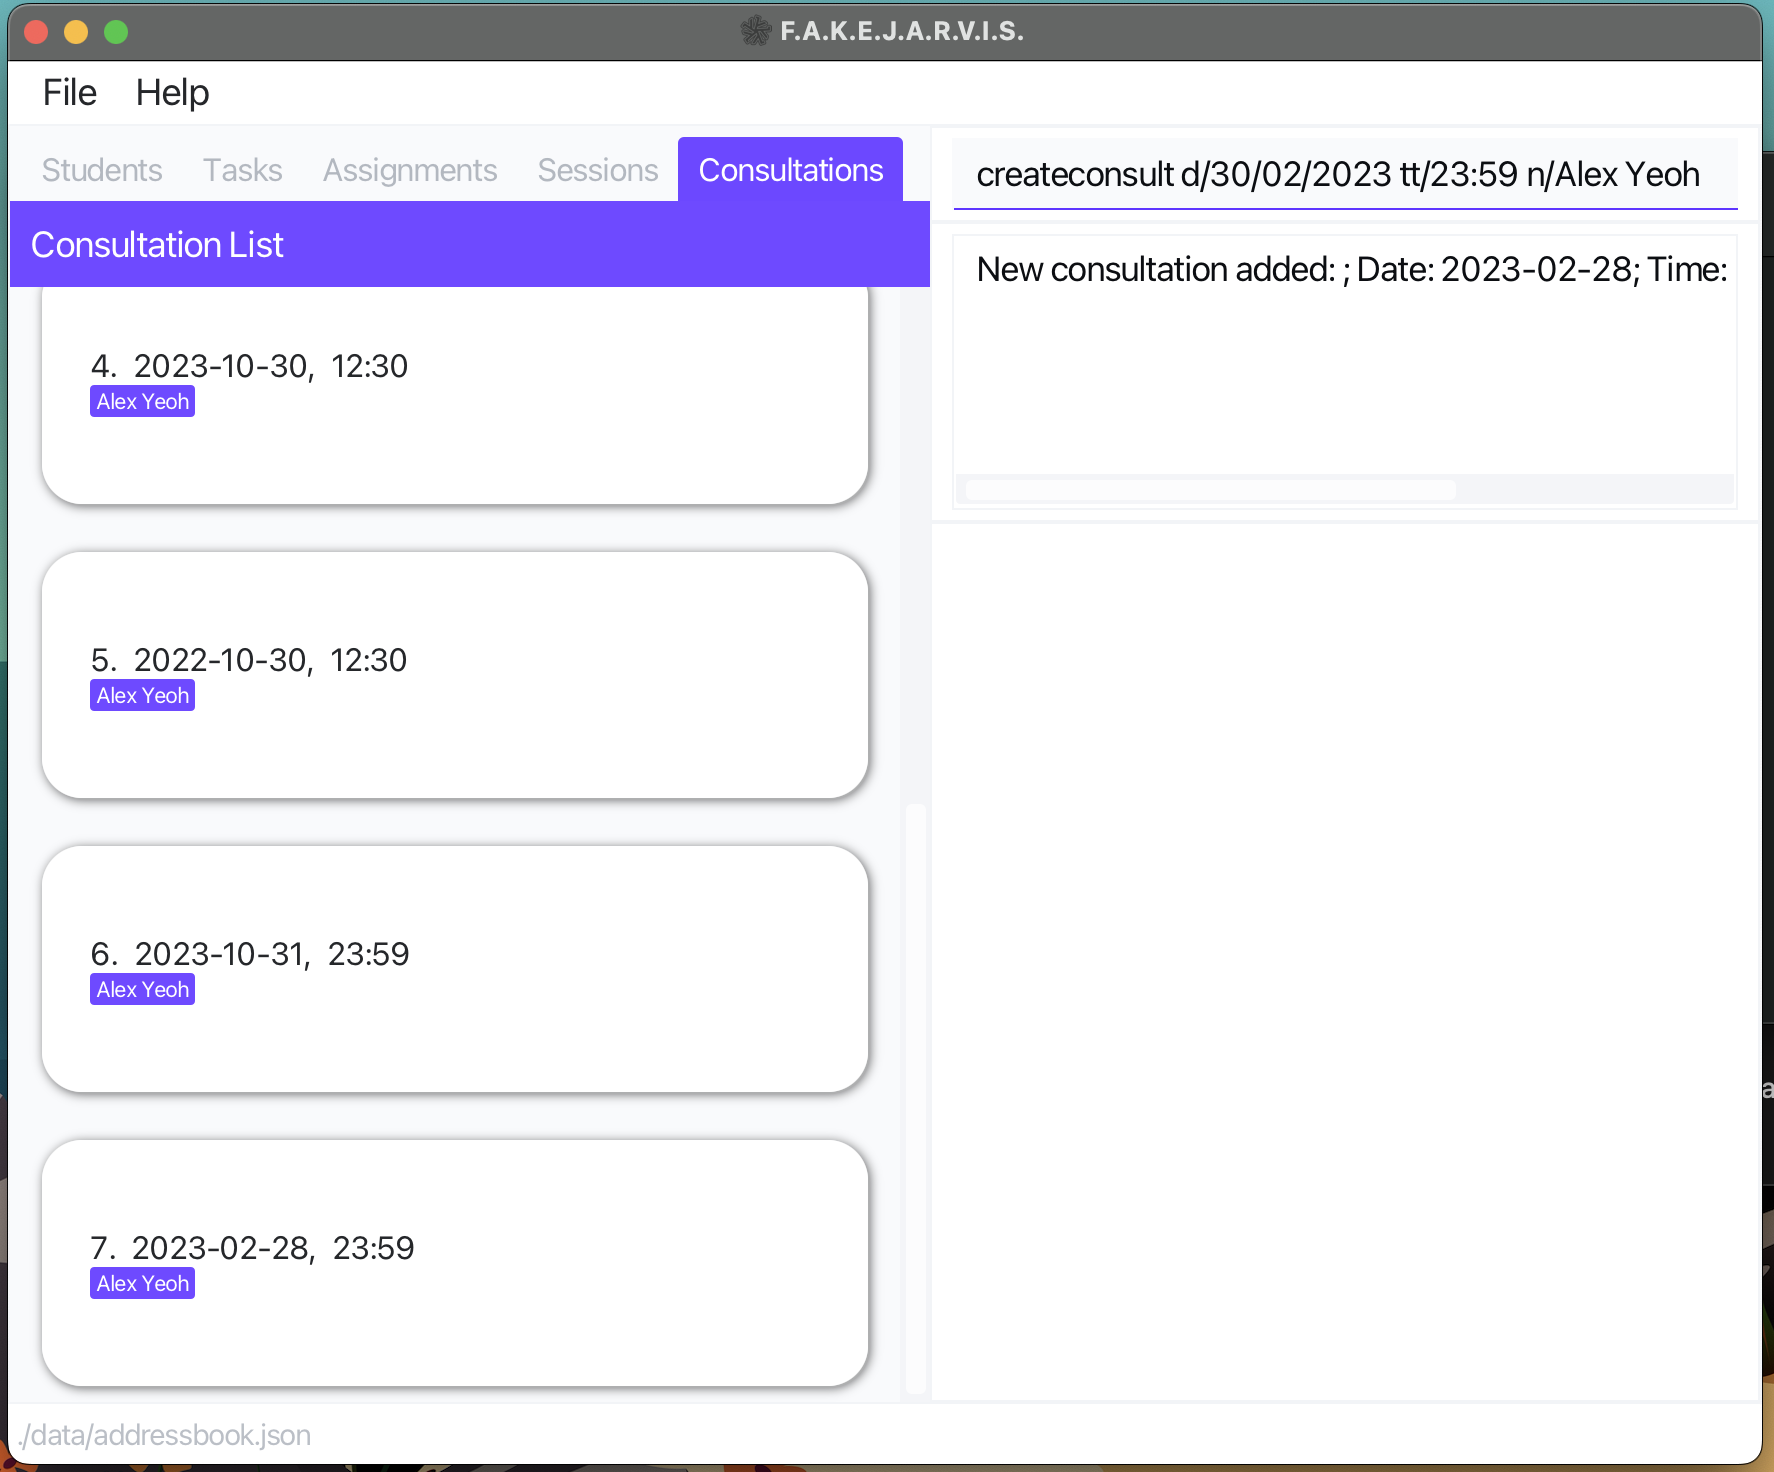 F.A.K.E.J.A.R.V.I.S.
File Help
Students Tasks Assignments Sessions Consultations
Consultation List
4. 2023-10-30, 12:30
Alex Yeoh
5. 2022-10-30, 12:30
Alex Yeoh
6. 2023-10-31, 23:59
Alex Yeoh
7. 2023-02-28, 23:59
Alex Yeoh
createconsult d/30/02/2023 tt/23:59 n/Alex Yeoh
New consultation added: ; Date: 2023-02-28; Time:
./data/addressbook.json